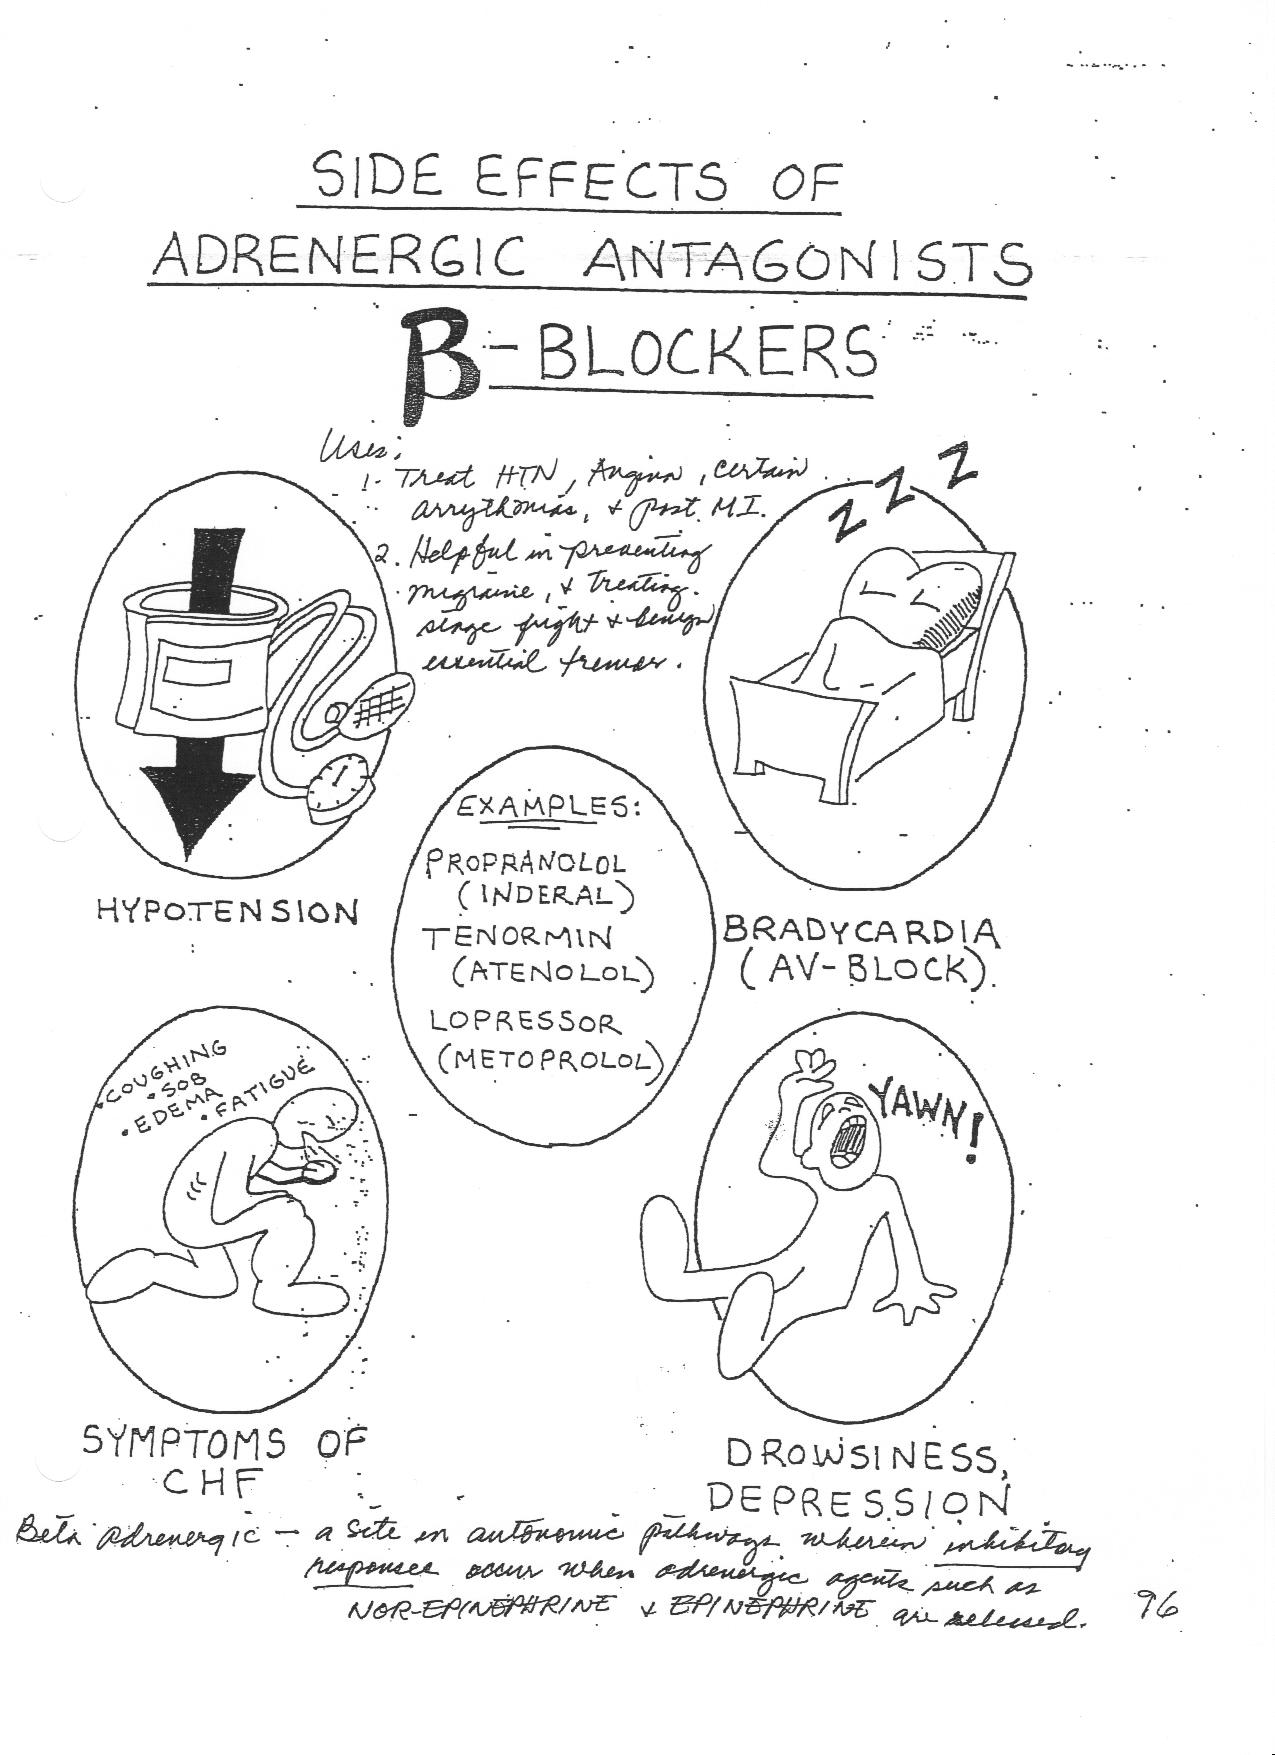 SIDE EFFECTS OF
ADRENERGIC ANTAGONISTS
β-BLOCKERS
Uses:
1. Treat HTN, Angina, certain
arrythmias, & post MI.
2. Helpful in preventing
migraine, & treating
stage fright & benign
essential tremor.
Z Z Z
HYPOTENSION
EXAMPLES:
PROPRANOLOL
(INDERAL)
TENORMIN
(ATENOLOL)
LOPRESSOR
(METOPROLOL)
BRADYCARDIA
(AV-BLOCK)
•COUGHING
•SOB
•EDEMA
•FATIGUE
SYMPTOMS OF
CHF
YAWN!
DROWSINESS,
DEPRESSION
Beta Adrenergic - a site in autonomic pathways wherein inhibitory
responses occur when adrenergic agents such as
NOR-EPINEPHRINE & EPINEPHRINE are released.
96